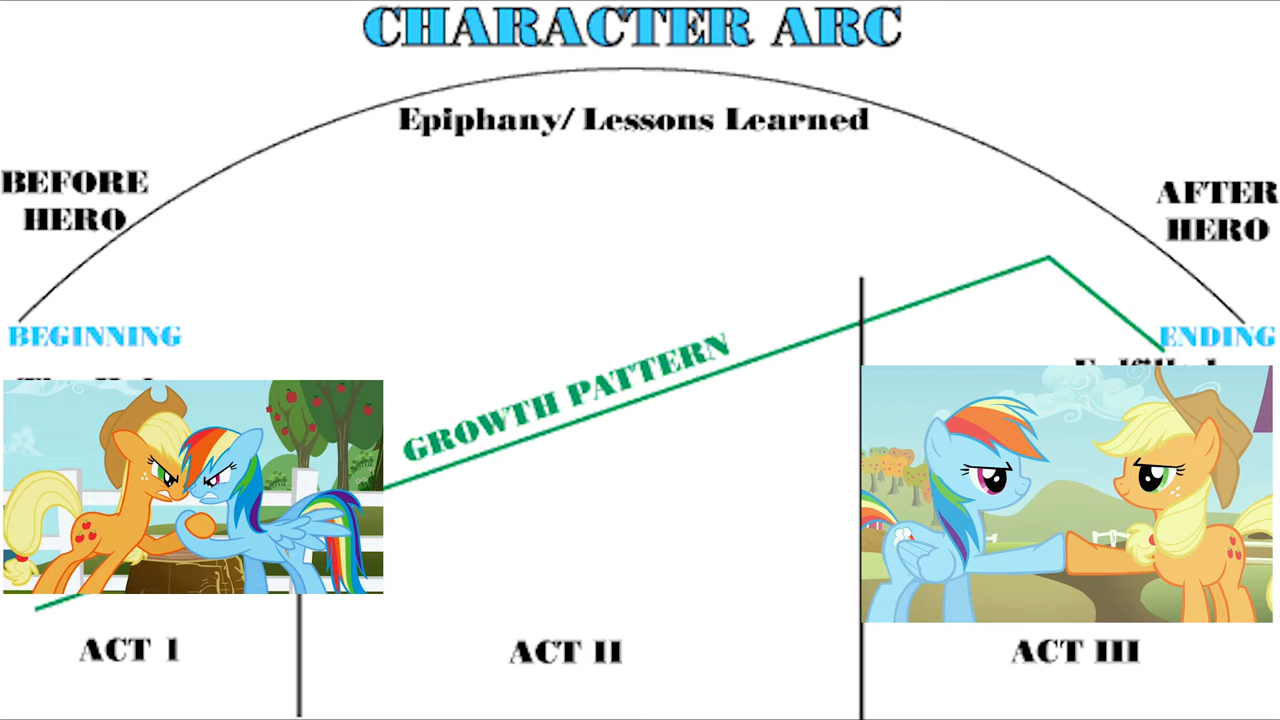 CHARACTER ARC
Epiphany/ Lessons Learned
BEFORE
HERO
AFTER
HERO
BEGINNING
ENDING
GROWTH PATTERN
ACT 1
ACT II
ACT III